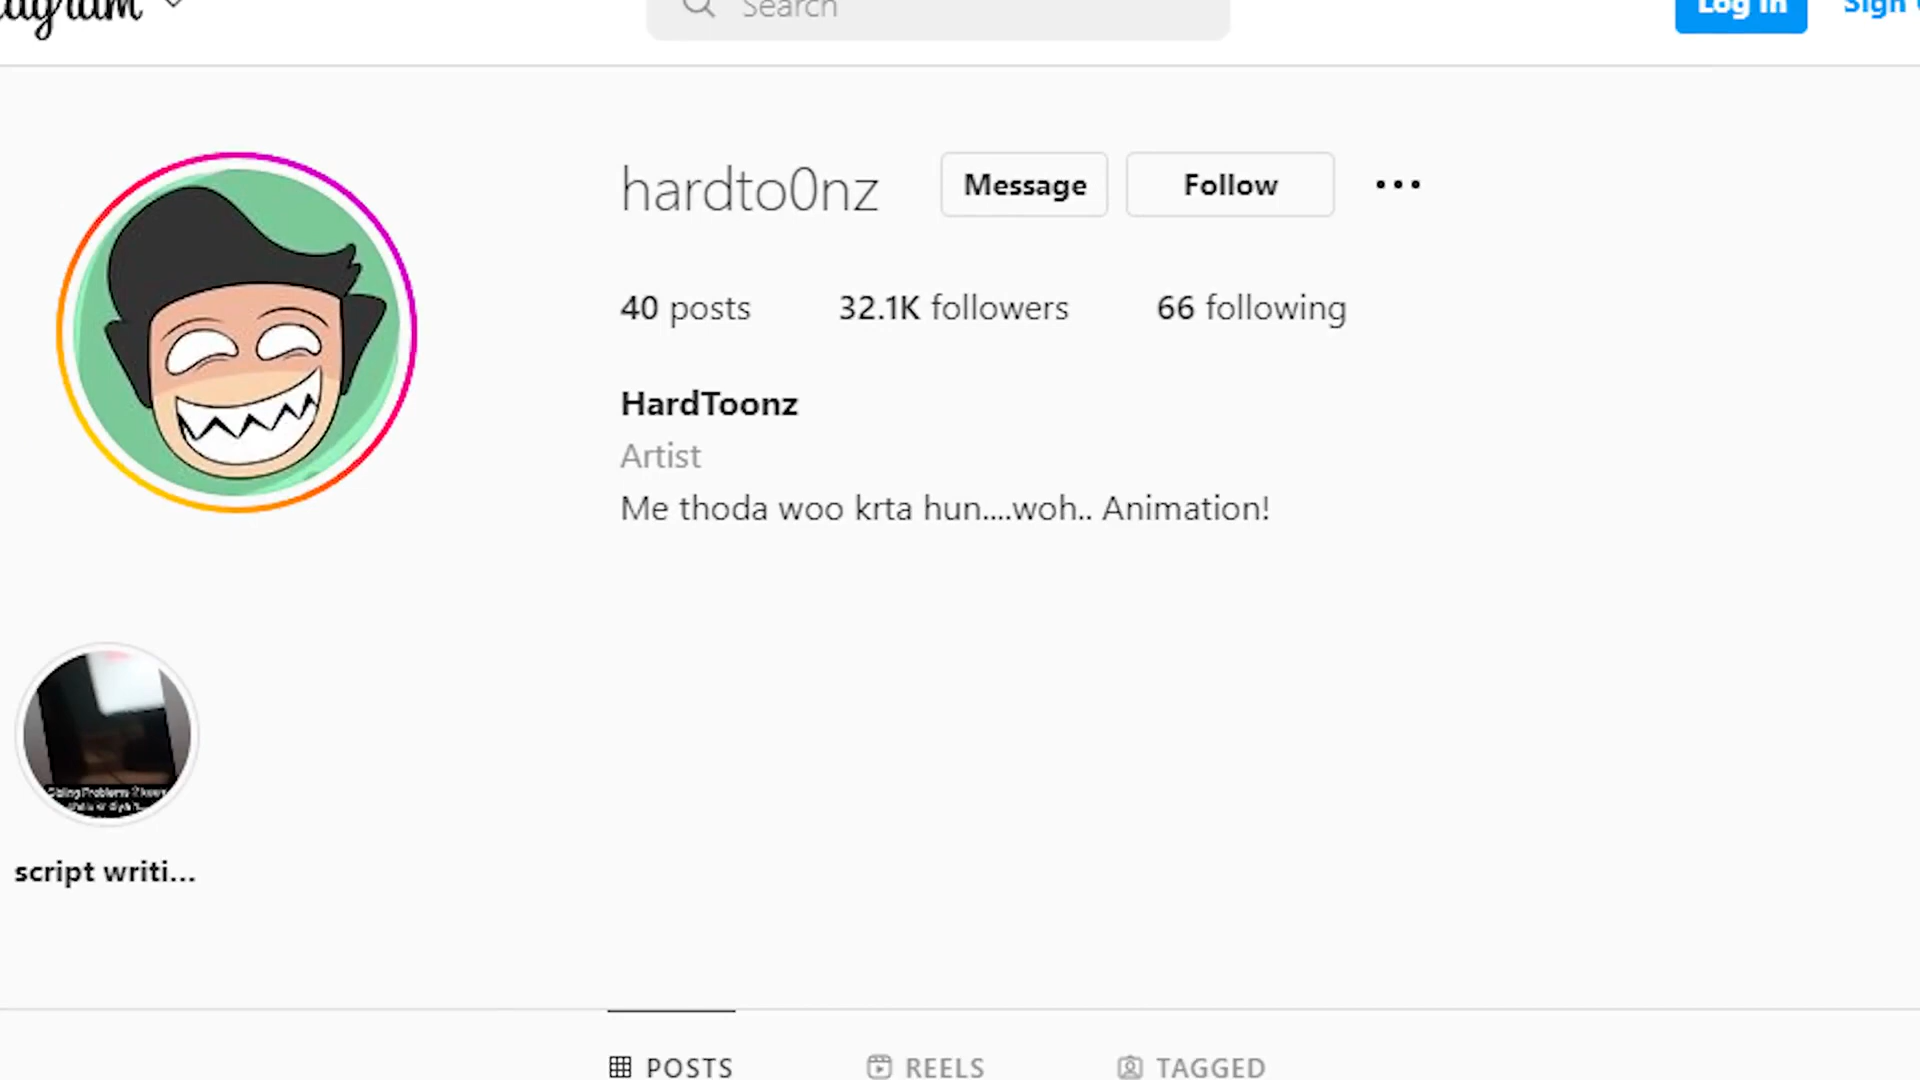 Search
Log In
Sign
hardto0nz
Message
Follow
40 posts
32.1K followers
66 following
HardToonz
Artist
Me thoda woo krta hun....woh.. Animation!
script writi...
POSTS
REELS
TAGGED